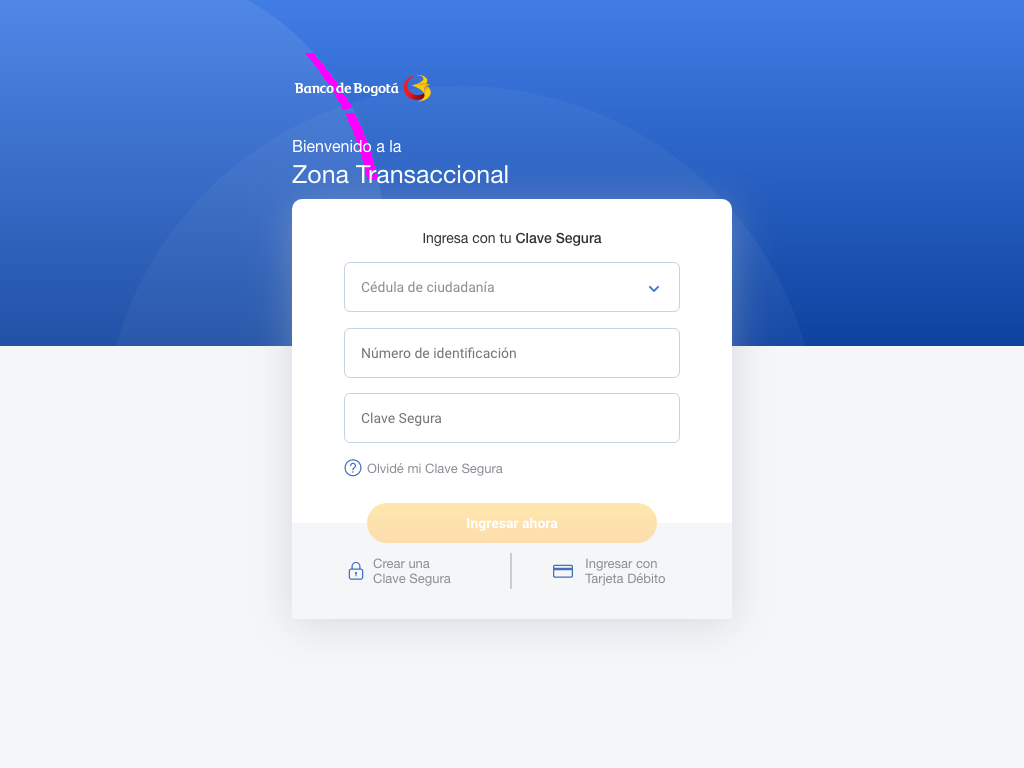 Banco de Bogotá
Bienvenido a la
Zona Transaccional
Ingresa con tu Clave Segura
Cédula de ciudadanía
Número de identificación
Clave Segura
Olvidé mi Clave Segura
Ingresar ahora
Crear una
Clave Segura
Ingresar con
Tarjeta Débito